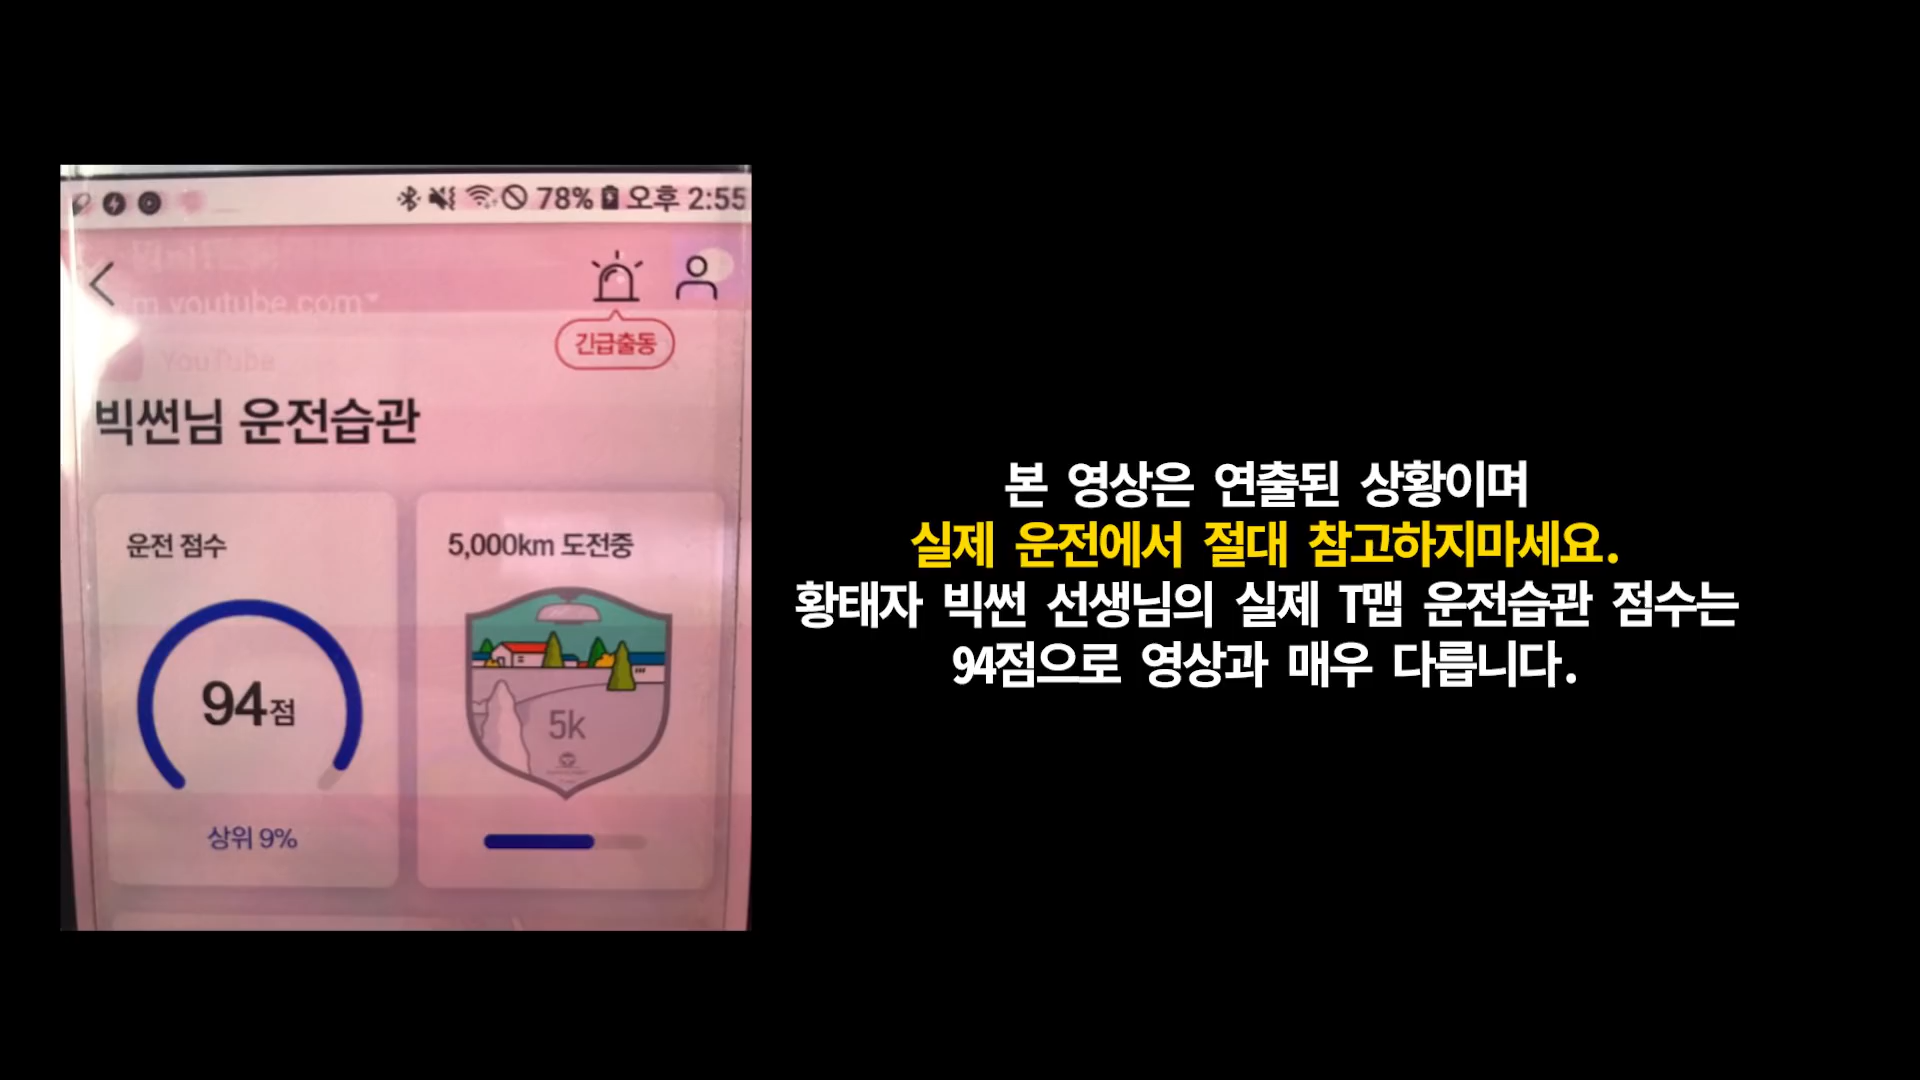 78% 오후 2:55
m.youtube.com
YouTube
긴급출동
빅썬님 운전습관
운전 점수
94점
상위 9%
5,000km 도전중
5k
본 영상은 연출된 상황이며
실제 운전에서 절대 참고하지마세요.
황태자 빅썬 선생님의 실제 T맵 운전습관 점수는
94점으로 영상과 매우 다릅니다.